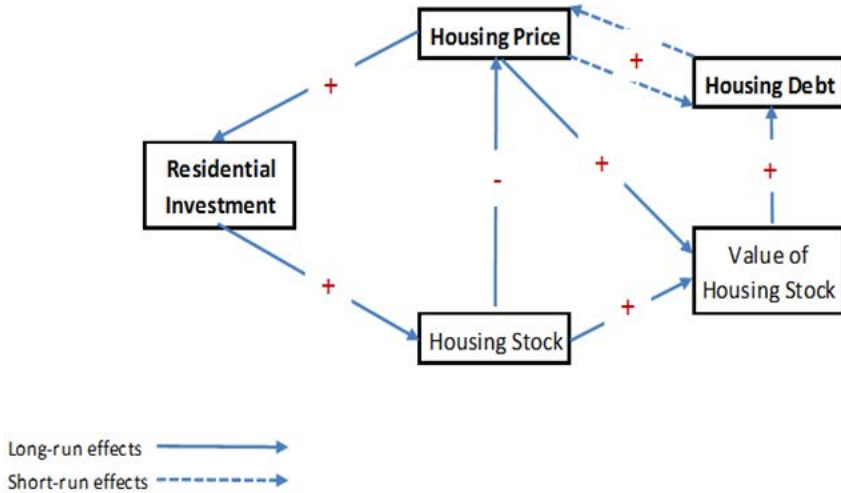 Housing Price
+
Housing Debt
+
Residential
Investment
-
+
+
Value of
Housing Stock
+
+
Housing Stock
Long-run effects
Short-run effects